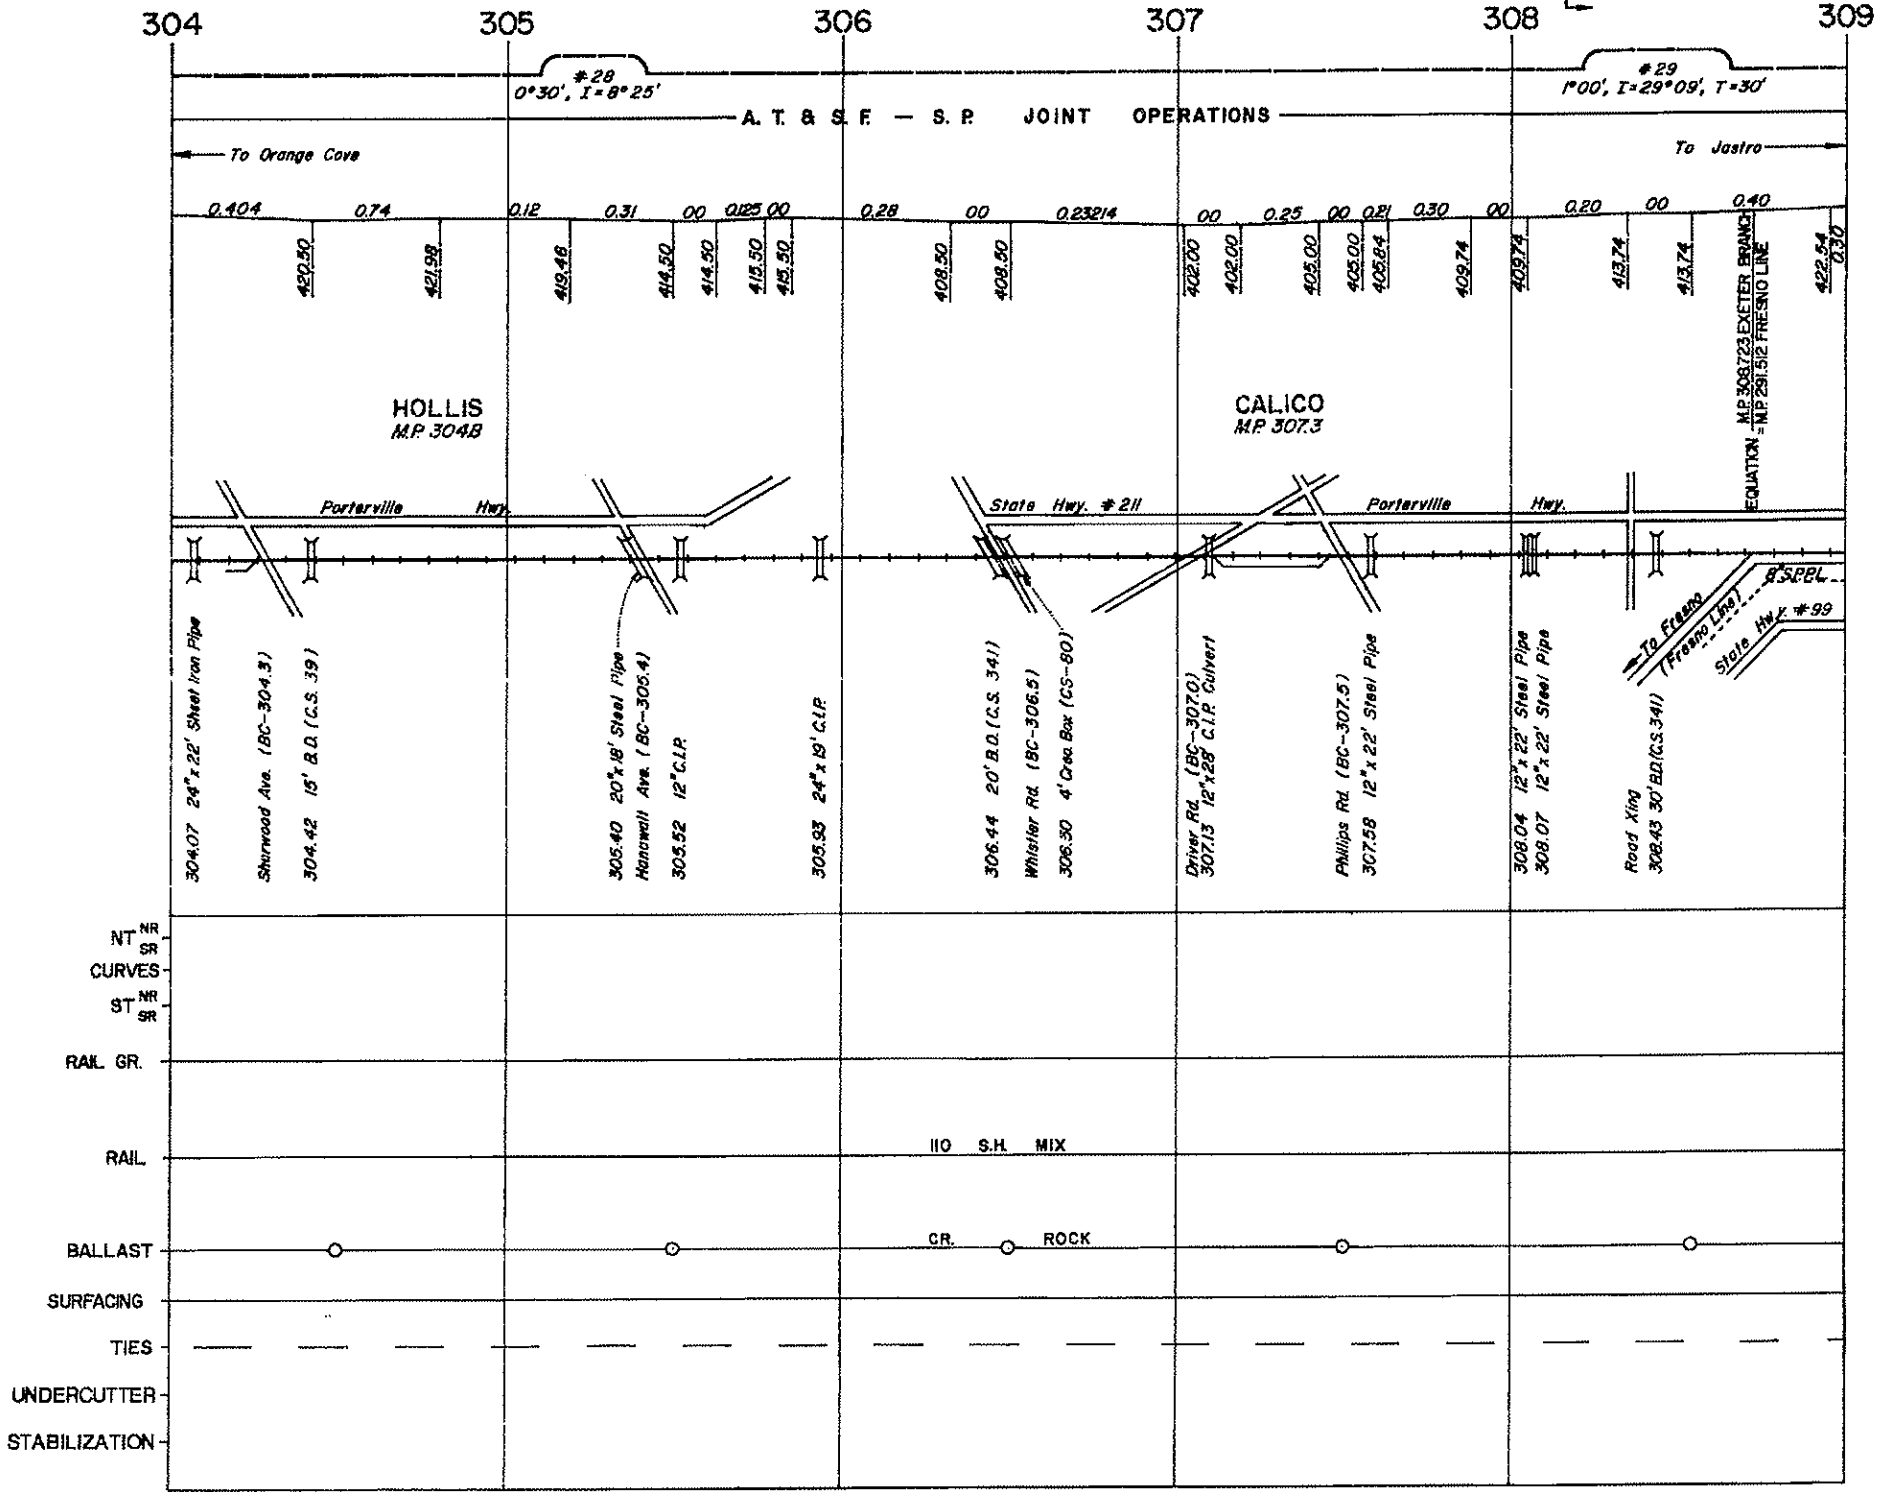 304 305 306 307 308 309
#28
0°30', I=8°25'
#29
1°00', I=29°09', T=30'
A. T. & S. F. — S. P. JOINT OPERATIONS
To Orange Cove
To Jastro
0.404 0.74 0.12 0.31 00 0.125 00 0.28 00 0.23214 00 0.25 00 0.21 0.30 00 0.20 00 0.40
0.30
420.50 421.98 419.46 414.50 414.50 415.50 415.50 408.50 408.50 402.00 402.00 405.00 405.00 405.84 409.74 409.74 413.74 413.74 422.54
EQUATION M.P. 308.723 EXETER BRANCH
= M.P. 291.512 FRESNO LINE
HOLLIS
M.P. 304.8
CALICO
M.P. 307.3
Porterville Hwy.
State Hwy. #211
Porterville Hwy.
8" S.P.P.L.
To Fresno
(Fresno Line)
State Hwy. #99
304.07 24"x 22' Sheet Iron Pipe
Sherwood Ave. (BC-304.3)
304.42 15' B.D. (C.S. 39)
305.40 20"x 18' Steel Pipe
Hanawalt Ave. (BC-305.4)
305.52 12" C.I.P.
305.93 24"x 19' C.I.P.
306.44 20' B.D. (C.S. 341)
Whistler Rd. (BC-306.5)
306.50 4' Creo. Box (CS-80)
Driver Rd. (BC-307.0)
307.13 12"x 28' C.I.P. Culvert
Phillips Rd. (BC-307.5)
307.58 12"x 22' Steel Pipe
308.04 12"x 22' Steel Pipe
308.07 12"x 22' Steel Pipe
Road Xing
308.43 30' B.D. (C.S. 341)
NT NR
SR
CURVES
ST NR
SR
RAIL GR.
RAIL
110 S.H. MIX
BALLAST
CR. ROCK
SURFACING
TIES
UNDERCUTTER
STABILIZATION